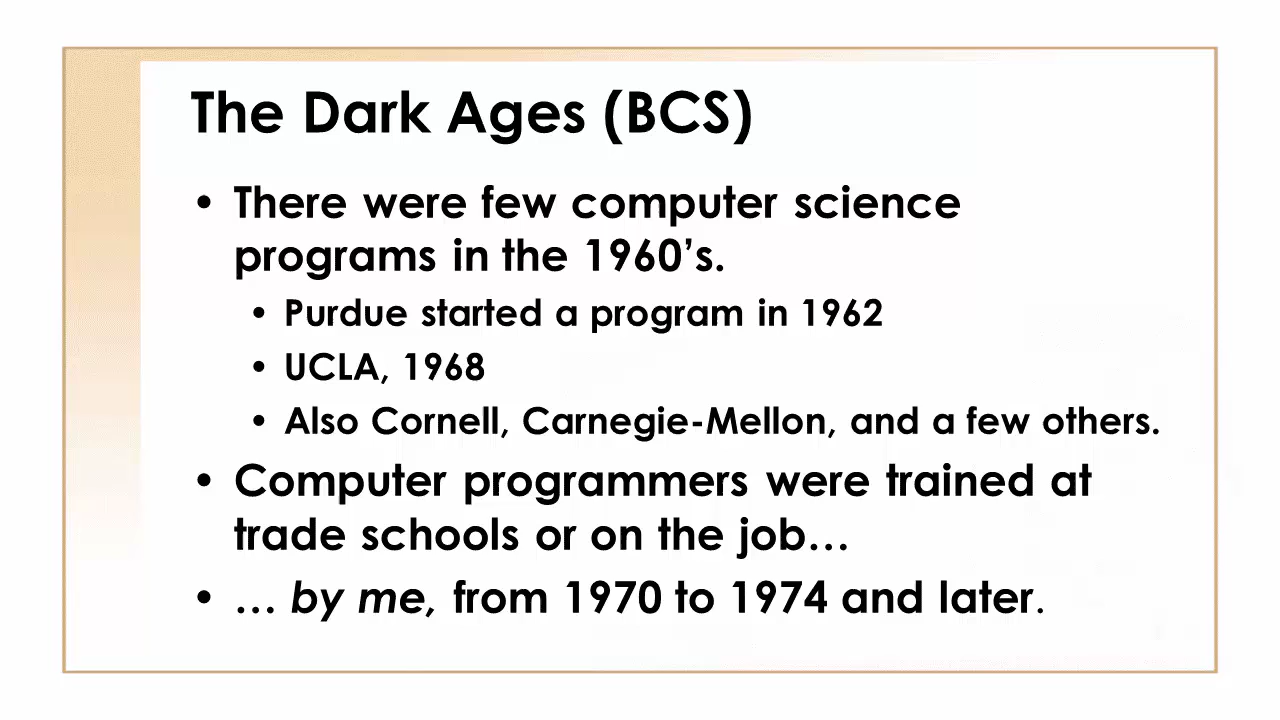 The Dark Ages (BCS)
• There were few computer science
programs in the 1960’s.
• Purdue started a program in 1962
• UCLA, 1968
• Also Cornell, Carnegie-Mellon, and a few others.
• Computer programmers were trained at
trade schools or on the job…
• … by me, from 1970 to 1974 and later.